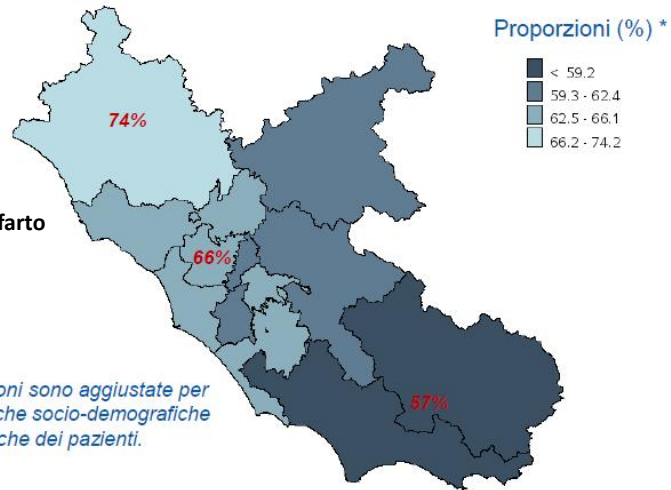 Proporzioni (%) *
< 59.2
59.3 - 62.4
62.5 - 66.1
66.2 - 74.2
74%
farto
66%
57%
oni sono aggiustate per
che socio-demografiche
che dei pazienti.